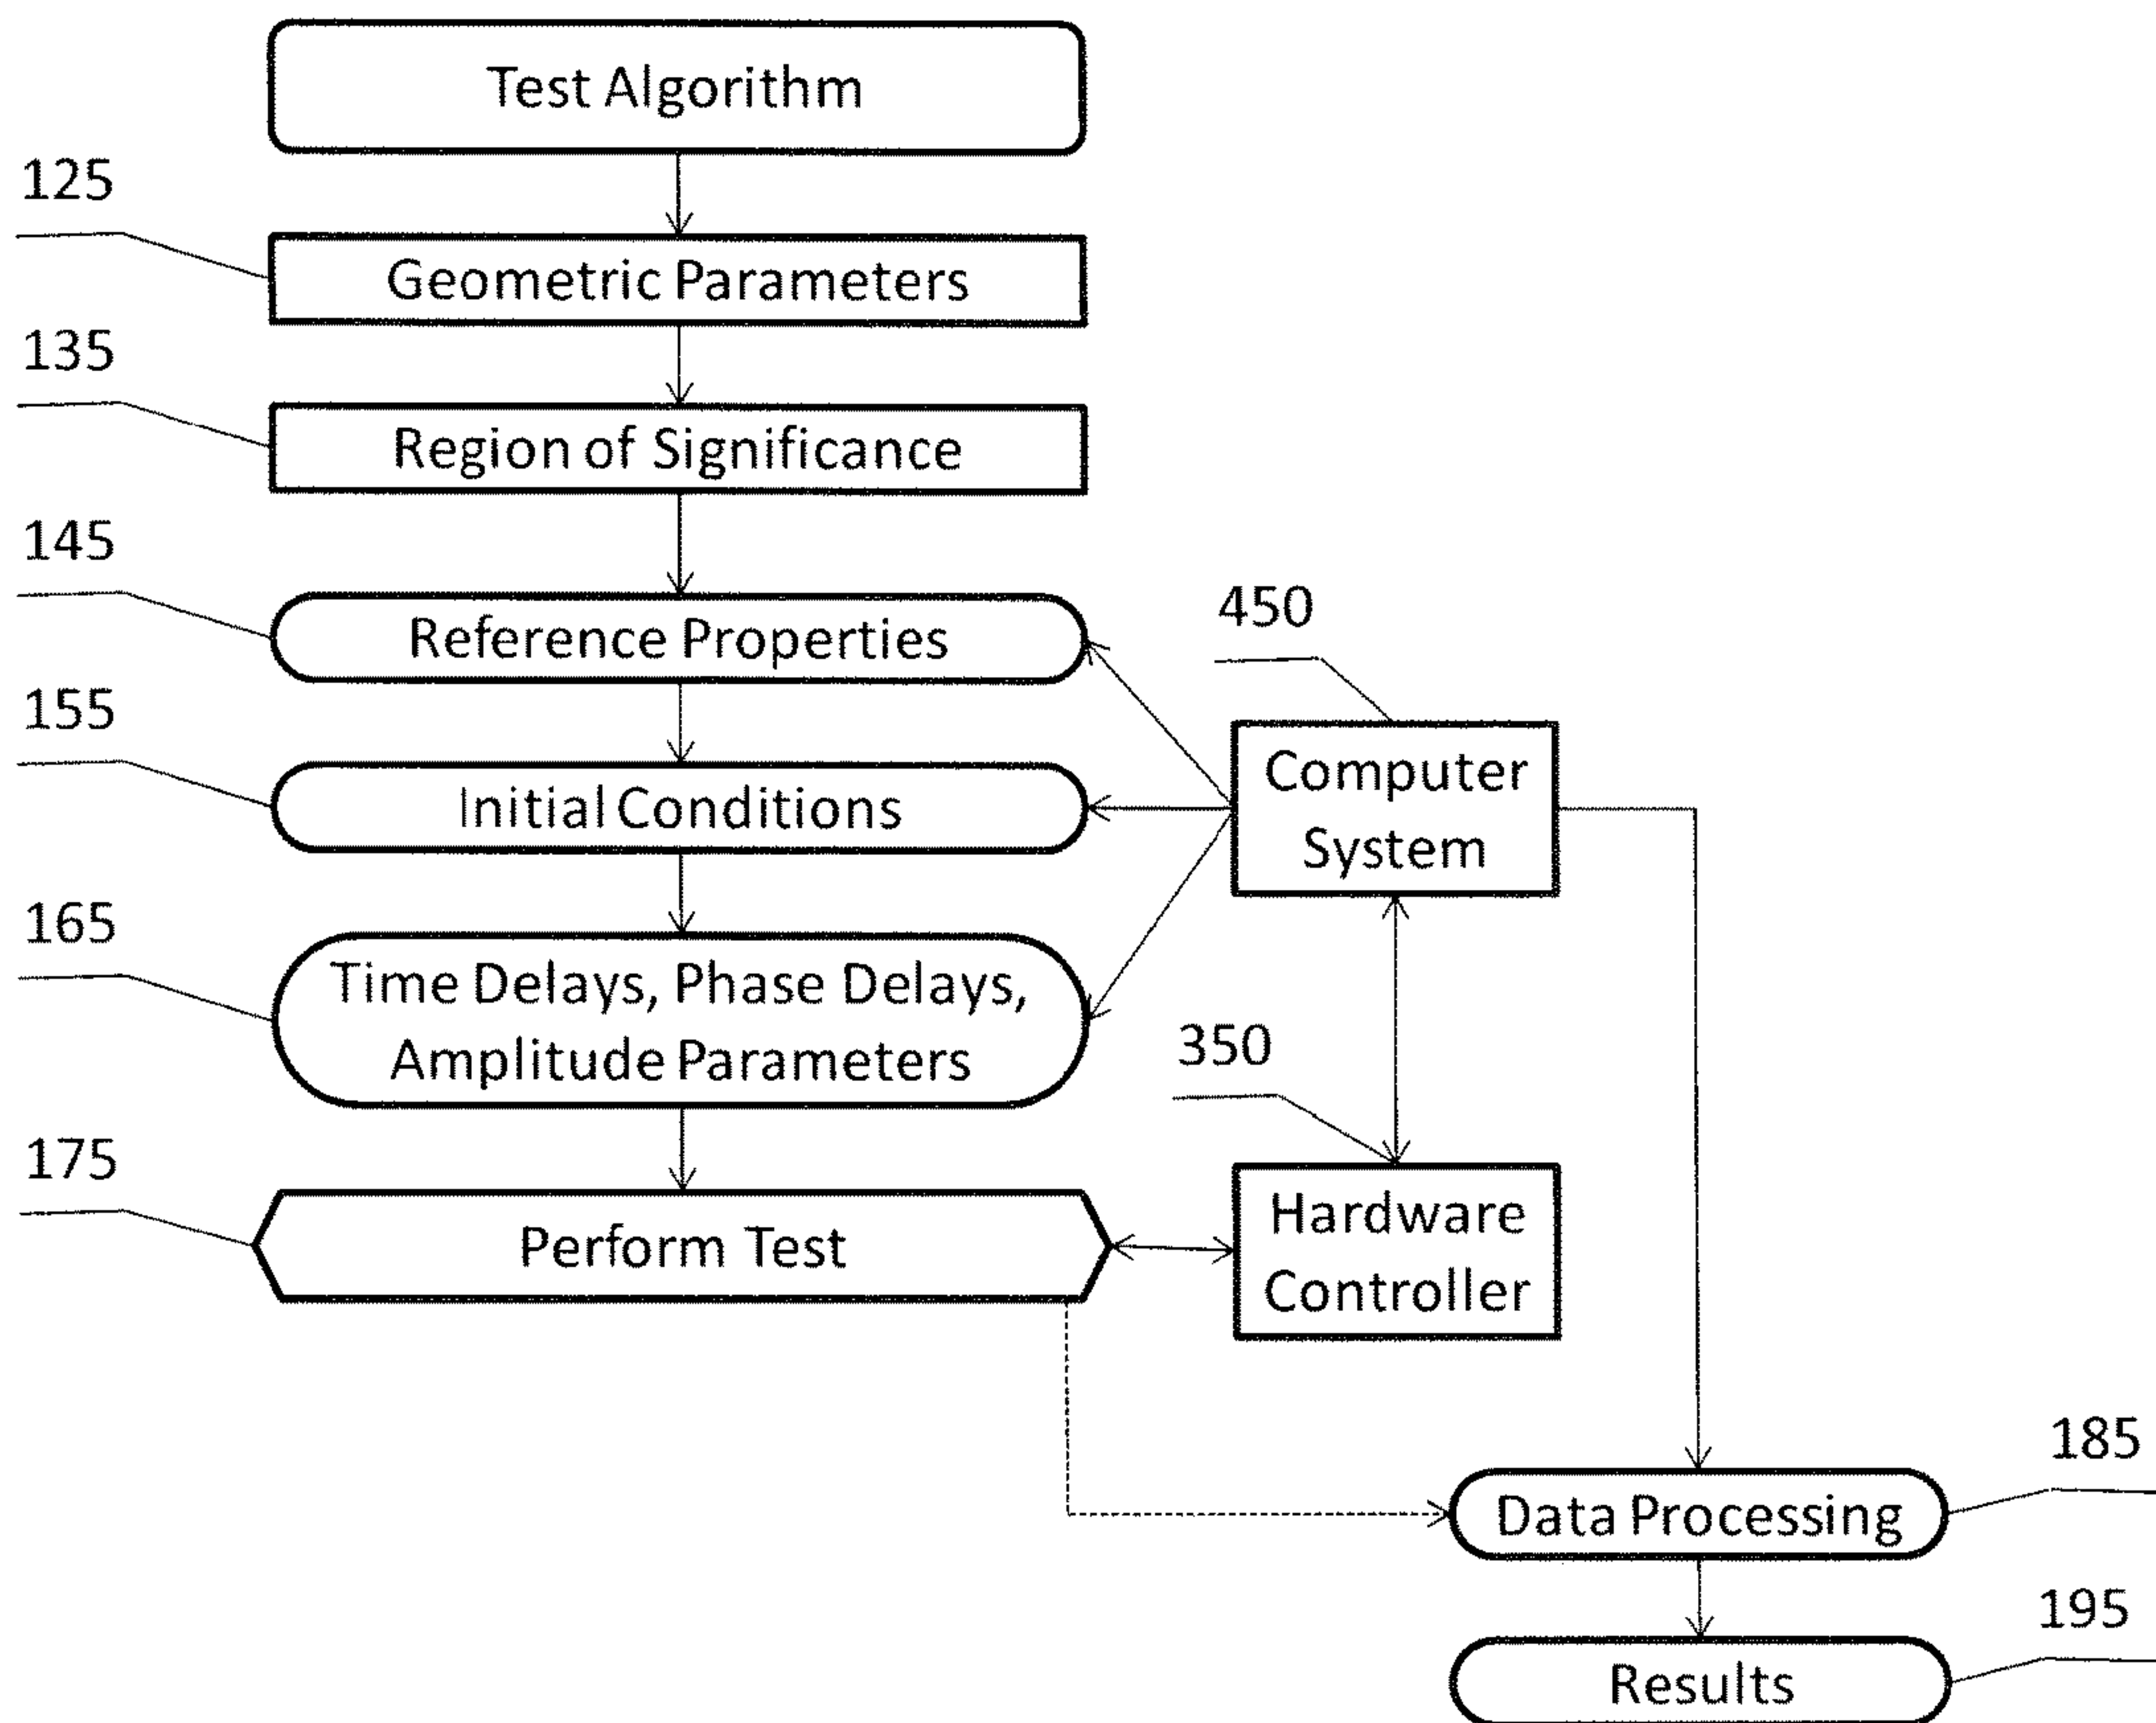 Test Algorithm
125
Geometric Parameters
135
Region of Significance
145
Reference Properties
450
155
Initial Conditions
Computer
System
165
Time Delays, Phase Delays,
Amplitude Parameters
350
175
Perform Test
Hardware
Controller
185
Data Processing
195
Results